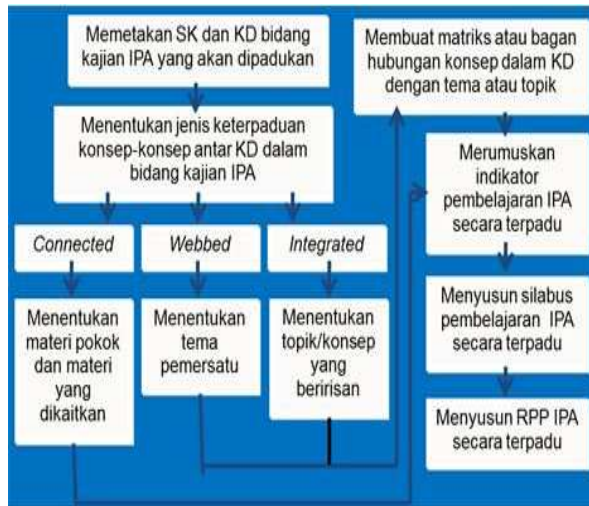 Memetakan SK dan KD bidang
kajian IPA yang akan dipadukan
Menentukan jenis keterpaduan
konsep-konsep antar KD dalam
bidang kajian IPA
Connected
Webbed
Integrated
Menentukan
materi pokok
dan materi
yang
dikaitkan
Menentukan
tema
pemersatu
Menentukan
topik/konsep
yang
beririsan
Membuat matriks atau bagan
hubungan konsep dalam KD
dengan tema atau topik
Merumuskan
indikator
pembelajaran IPA
secara terpadu
Menyusun silabus
pembelajaran IPA
secara terpadu
Menyusun RPP IPA
secara terpadu